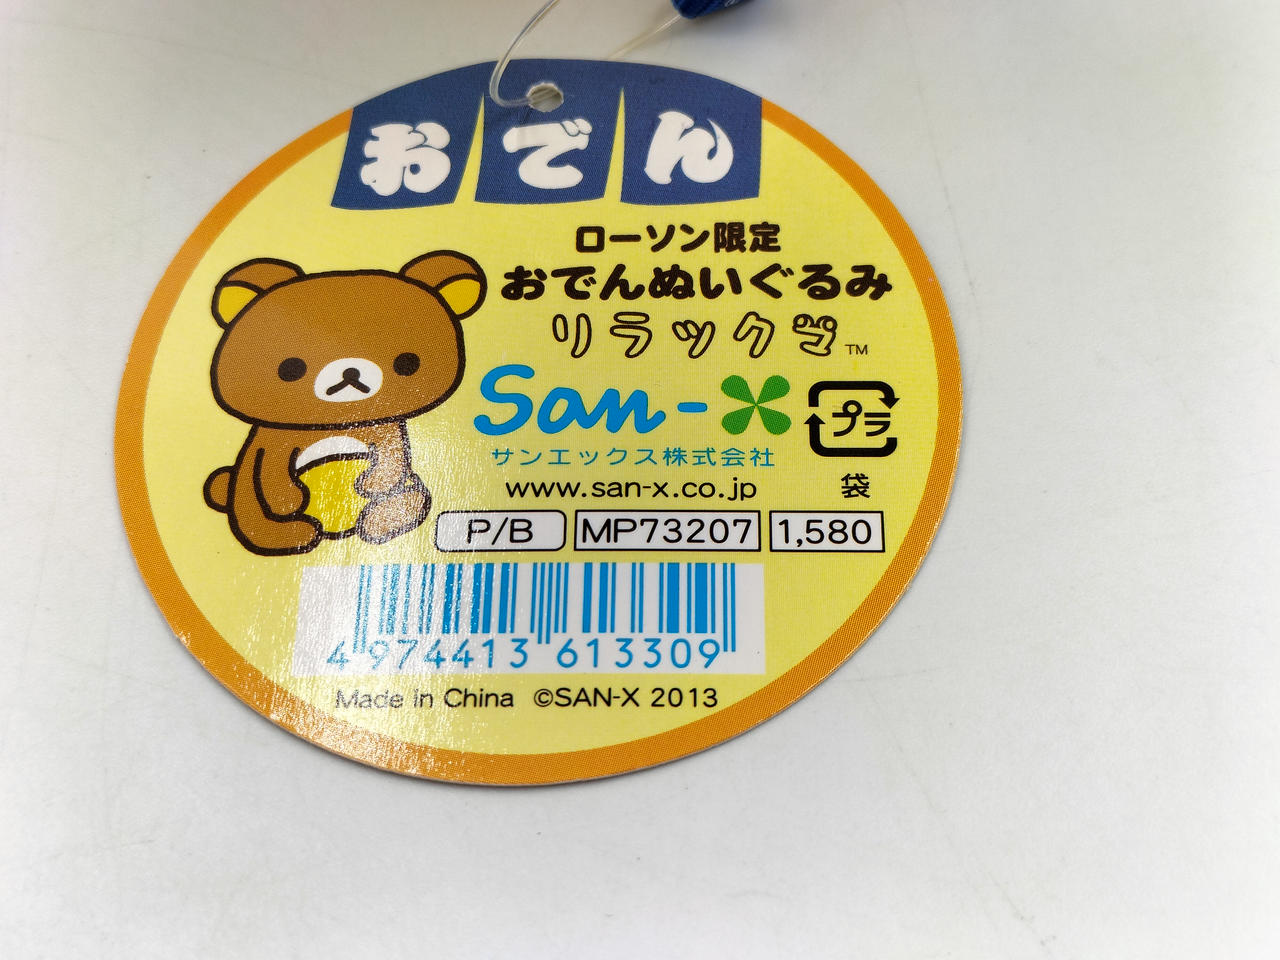 おでん
ローソン限定
おでんぬいぐるみ
リラックマ™
San-X
サンエックス株式会社
www.san-x.co.jp
プラ
袋
P/B MP73207 1,580
4 974413 613309
Made in China ©SAN-X 2013